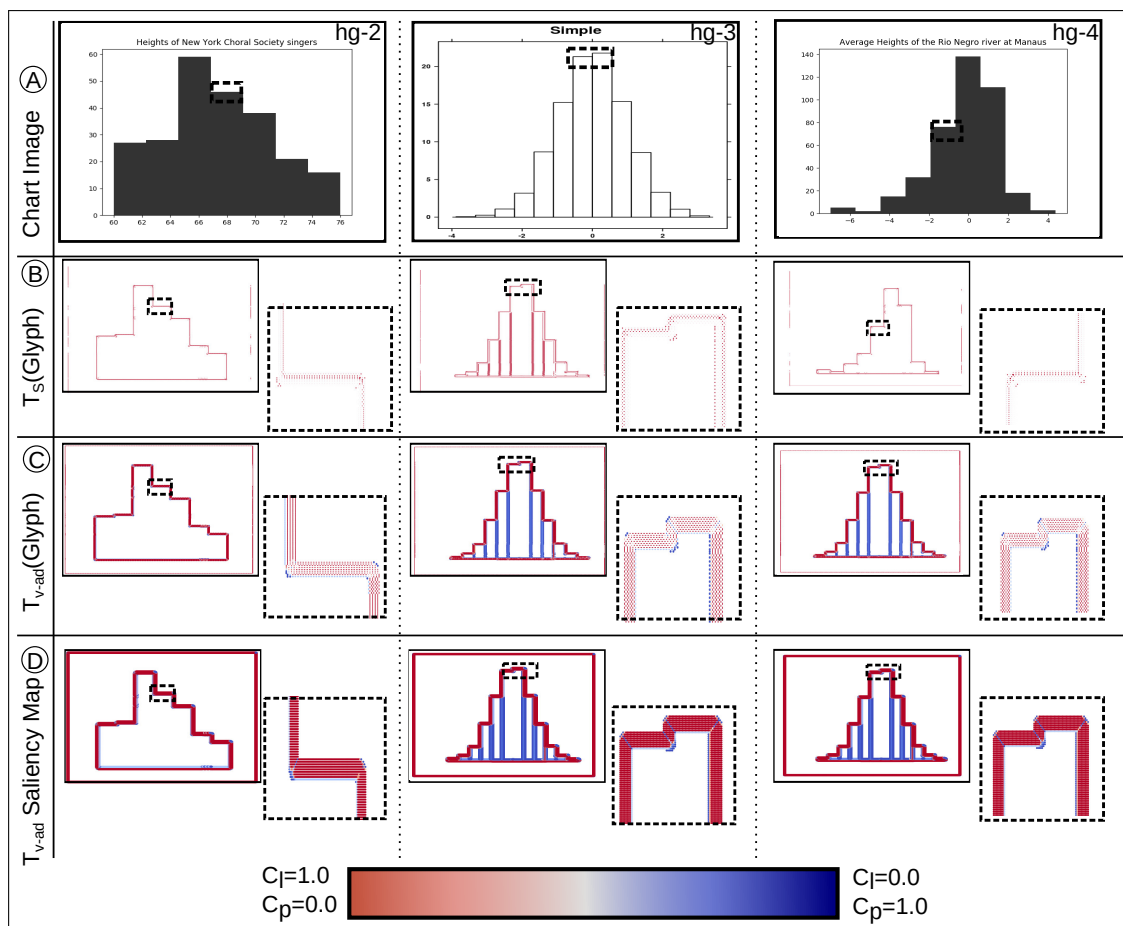 A
Chart Image
hg-2
Heights of New York Choral Society singers
60
50
40
30
20
10
0
60 62 64 66 68 70 72 74 76
hg-3
Simple
20
15
10
5
0
-4 -2 0 2
hg-4
Average Heights of the Rio Negro river at Manaus
140
120
100
80
60
40
20
0
−6 −4 −2 0 2 4
B
TS(Glyph)
C
Tv-ad(Glyph)
D
Tv-ad Saliency Map
Cl=1.0
Cp=0.0
Cl=0.0
Cp=1.0